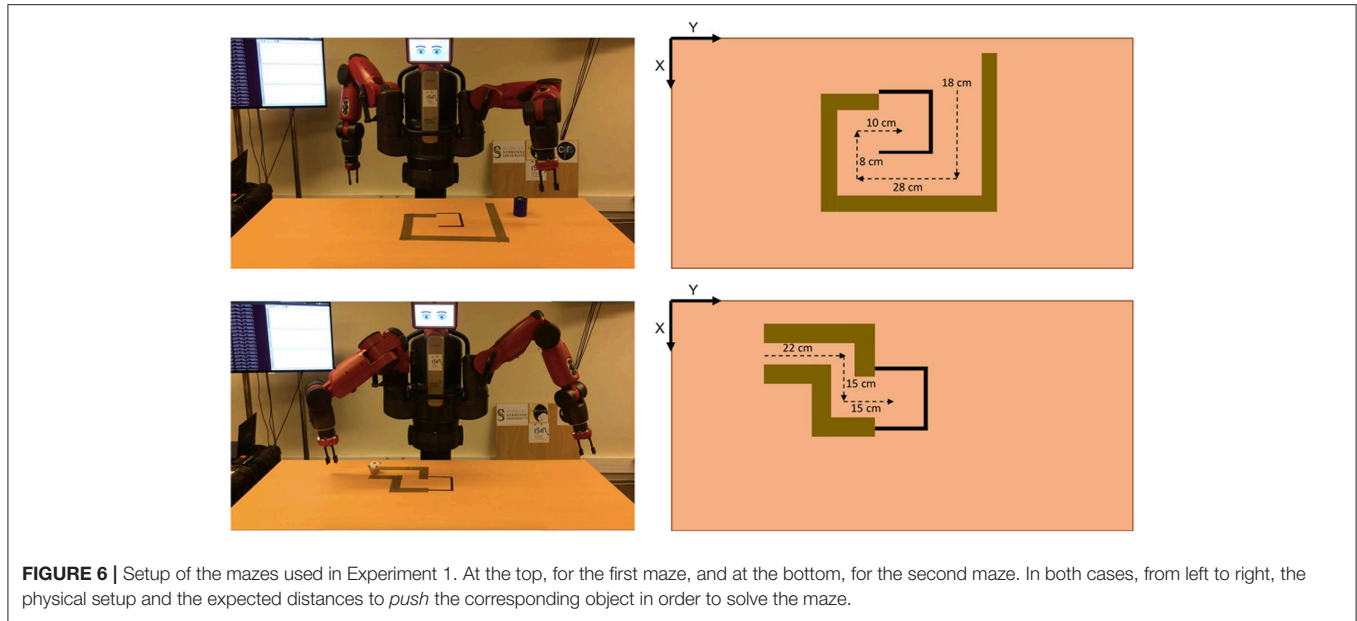 Y
X
18 cm
10 cm
8 cm
28 cm
Y
X
22 cm
15 cm
15 cm
FIGURE 6 | Setup of the mazes used in Experiment 1. At the top, for the first maze, and at the bottom, for the second maze. In both cases, from left to right, the
physical setup and the expected distances to push the corresponding object in order to solve the maze.